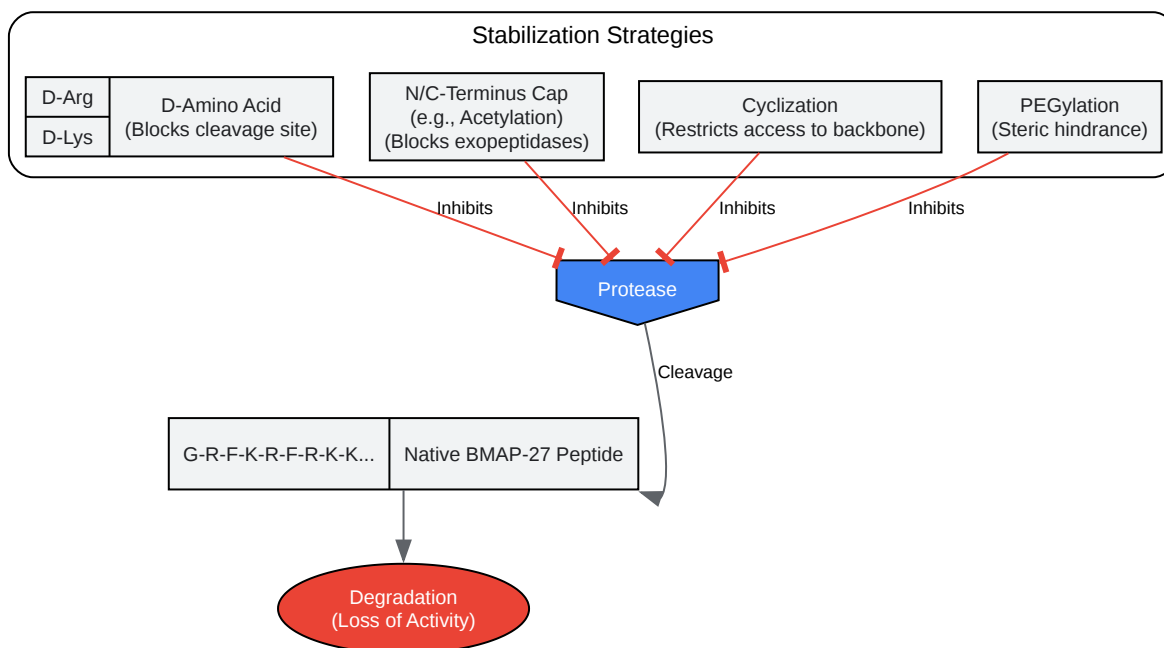 Stabilization Strategies
D-Arg
D-Lys
D-Amino Acid
(Blocks cleavage site)
N/C-Terminus Cap
(e.g., Acetylation)
(Blocks exopeptidases)
Cyclization
(Restricts access to backbone)
PEGylation
(Steric hindrance)
Inhibits
Inhibits
Inhibits
Inhibits
Protease
Cleavage
G-R-F-K-R-F-R-K-K...
Native BMAP-27 Peptide
Degradation
(Loss of Activity)